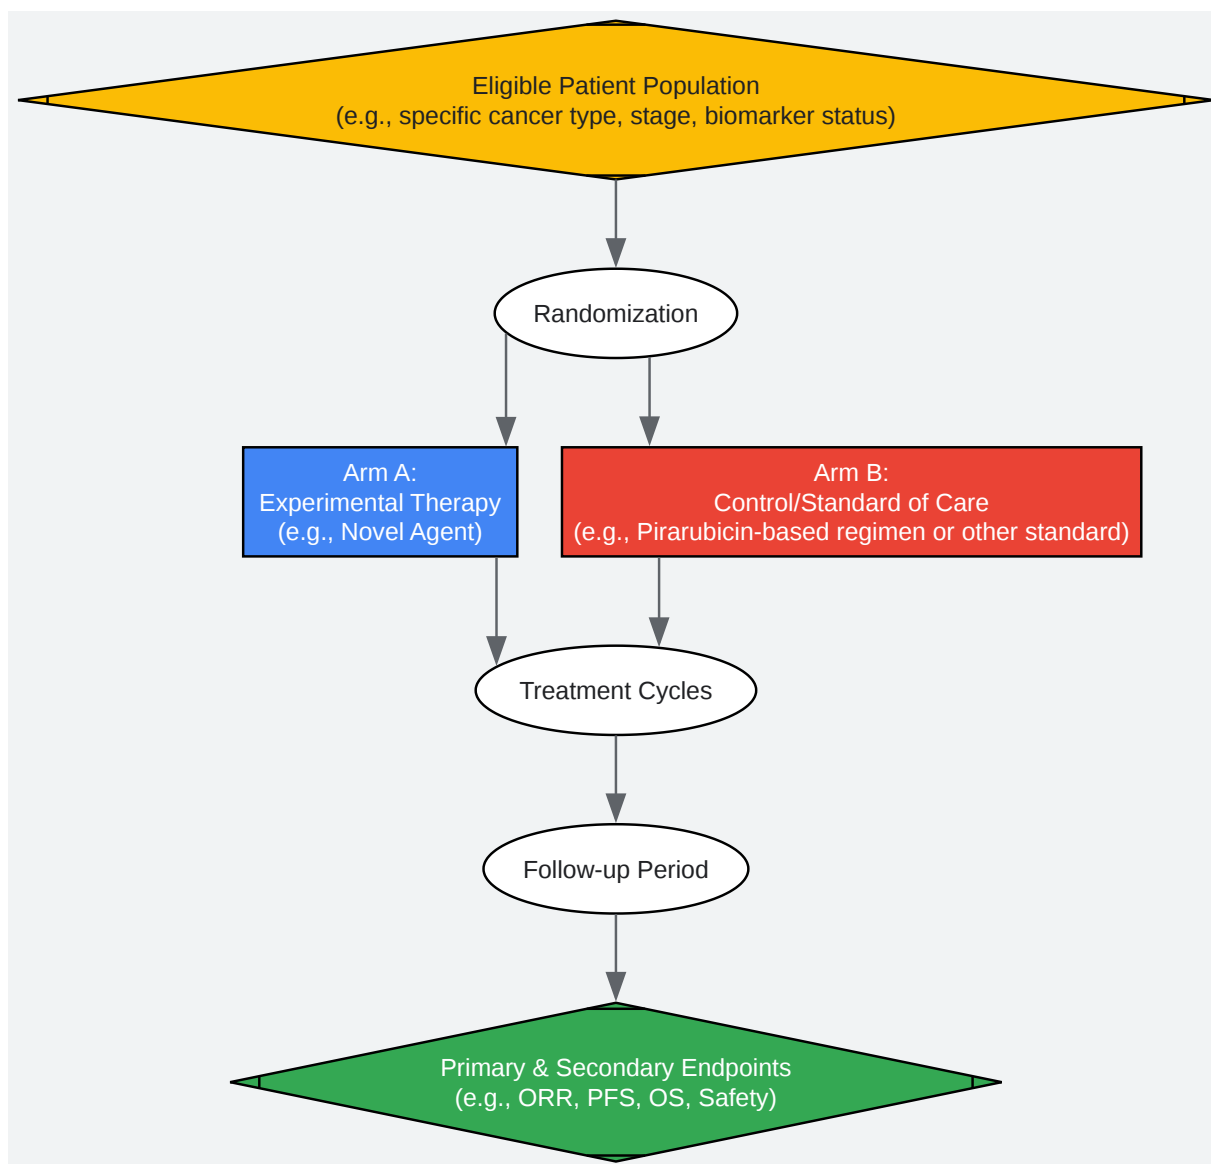 Eligible Patient Population
(e.g., specific cancer type, stage, biomarker status)
Randomization
Arm A:
Experimental Therapy
(e.g., Novel Agent)
Arm B:
Control/Standard of Care
(e.g., Pirarubicin-based regimen or other standard)
Treatment Cycles
Follow-up Period
Primary & Secondary Endpoints
(e.g., ORR, PFS, OS, Safety)